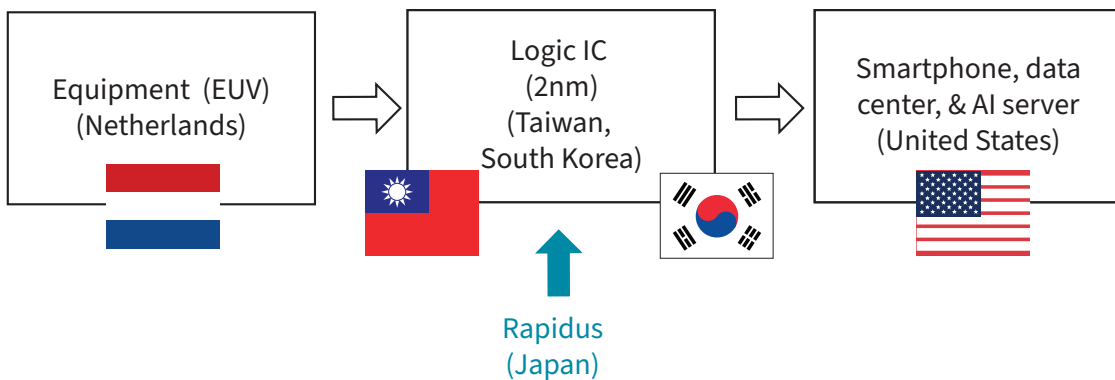 Equipment (EUV)
(Netherlands)
Logic IC
(2nm)
(Taiwan,
South Korea)
Smartphone, data
center, & AI server
(United States)
Rapidus
(Japan)